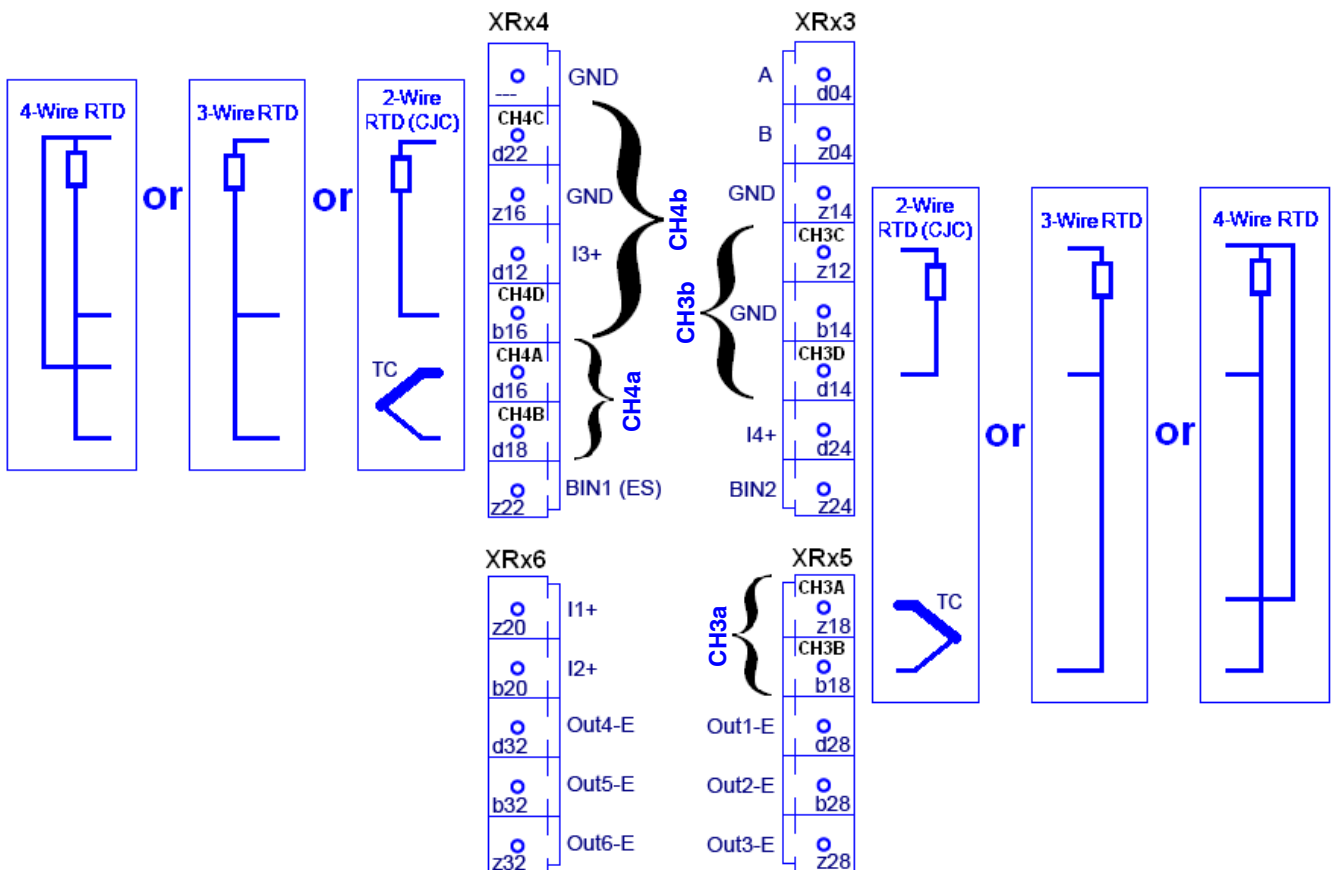 XRx4
XRx3
4-Wire RTD
or
3-Wire RTD
or
2-Wire
RTD (CJC)
TC
---
GND
CH4C
d22
z16
GND
d12
I3+
CH4D
b16
CH4A
d16
CH4B
d18
z22
BIN1 (ES)
CH4b
CH4a
A
d04
B
z04
GND
z14
CH3C
z12
GND
b14
CH3D
d14
I4+
d24
BIN2
z24
CH3b
2-Wire
RTD (CJC)
TC
or
3-Wire RTD
or
4-Wire RTD
XRx6
z20
I1+
b20
I2+
d32
Out4-E
b32
Out5-E
z32
Out6-E
XRx5
CH3a
CH3A
z18
CH3B
b18
Out1-E
d28
Out2-E
b28
Out3-E
z28